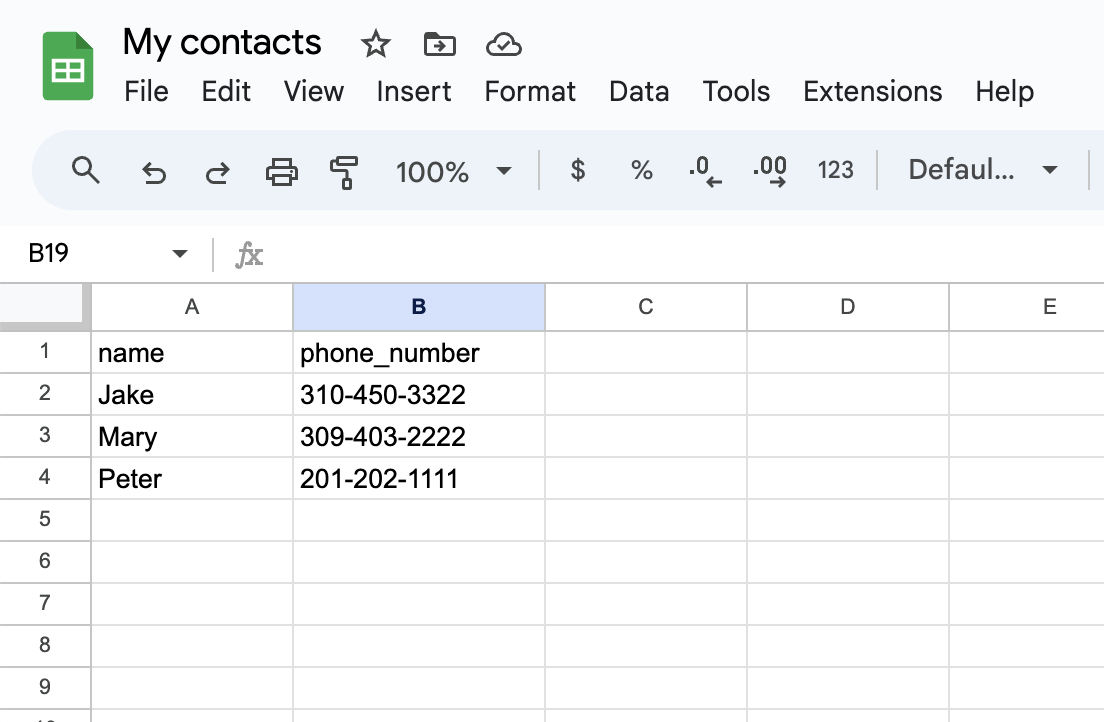 My contacts
File Edit View Insert Format Data Tools Extensions Help
100% $ % .0 .00 123 Defaul...
B19 fx
A B C D E
1 name phone_number
2 Jake 310-450-3322
3 Mary 309-403-2222
4 Peter 201-202-1111
5
6
7
8
9